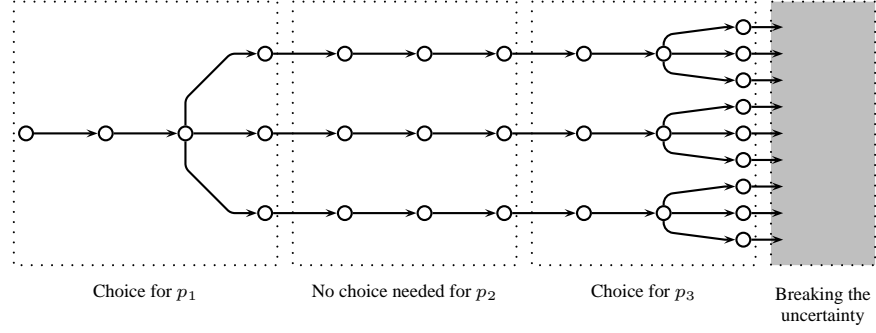 Choice for p₁
No choice needed for p₂
Choice for p₃
Breaking the
uncertainty